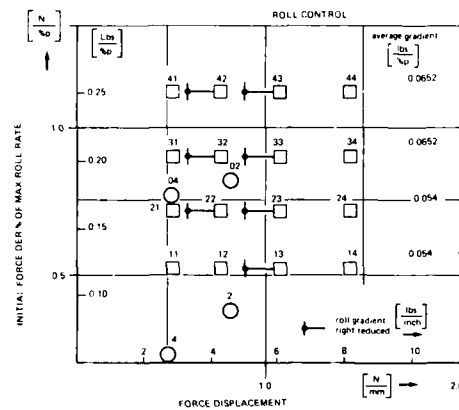 ROLL CONTROL
[N/%p]
[Lbs/%p]
average gradient [lbs/%p]
41 42 43 44 0.0652
0.25
1.0
31 32 33 34 0.0652
0.20
04 02
0.054
21 22 23 24
0.15
11 12 13 14 0.054
0.5
0.10
2
roll gradient right reduced [lbs/inch]
4
2 4 6 8 10
1.0 2.0
[N/mm]
FORCE DISPLACEMENT
INITIAL FORCE DER % OF MAX ROLL RATE